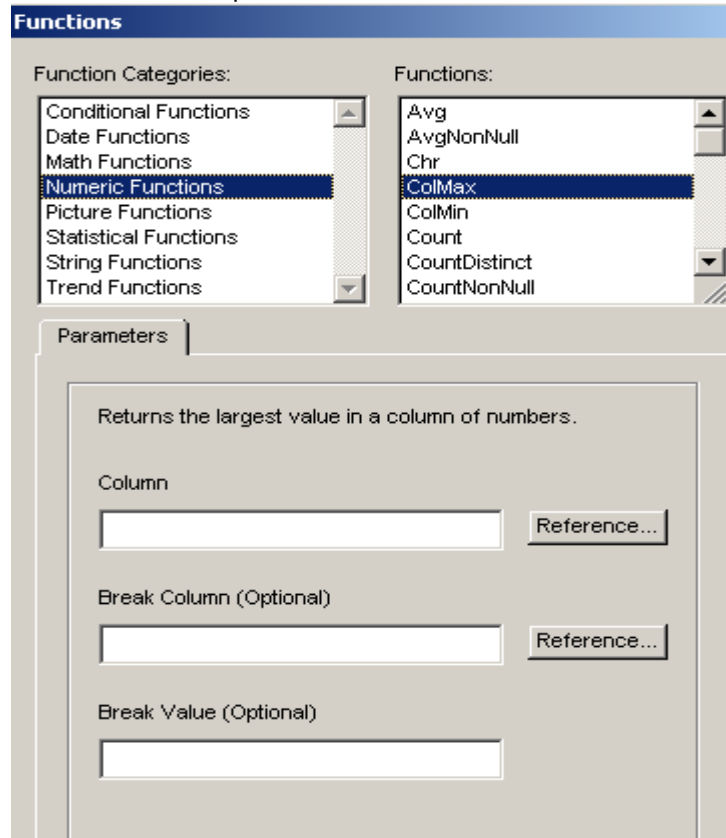 Functions
Function Categories:
Functions:
Conditional Functions
Date Functions
Math Functions
Numeric Functions
Picture Functions
Statistical Functions
String Functions
Trend Functions
Avg
AvgNonNull
Chr
ColMax
ColMin
Count
CountDistinct
CountNonNull
Parameters
Returns the largest value in a column of numbers.
Column
Reference...
Break Column (Optional)
Reference...
Break Value (Optional)